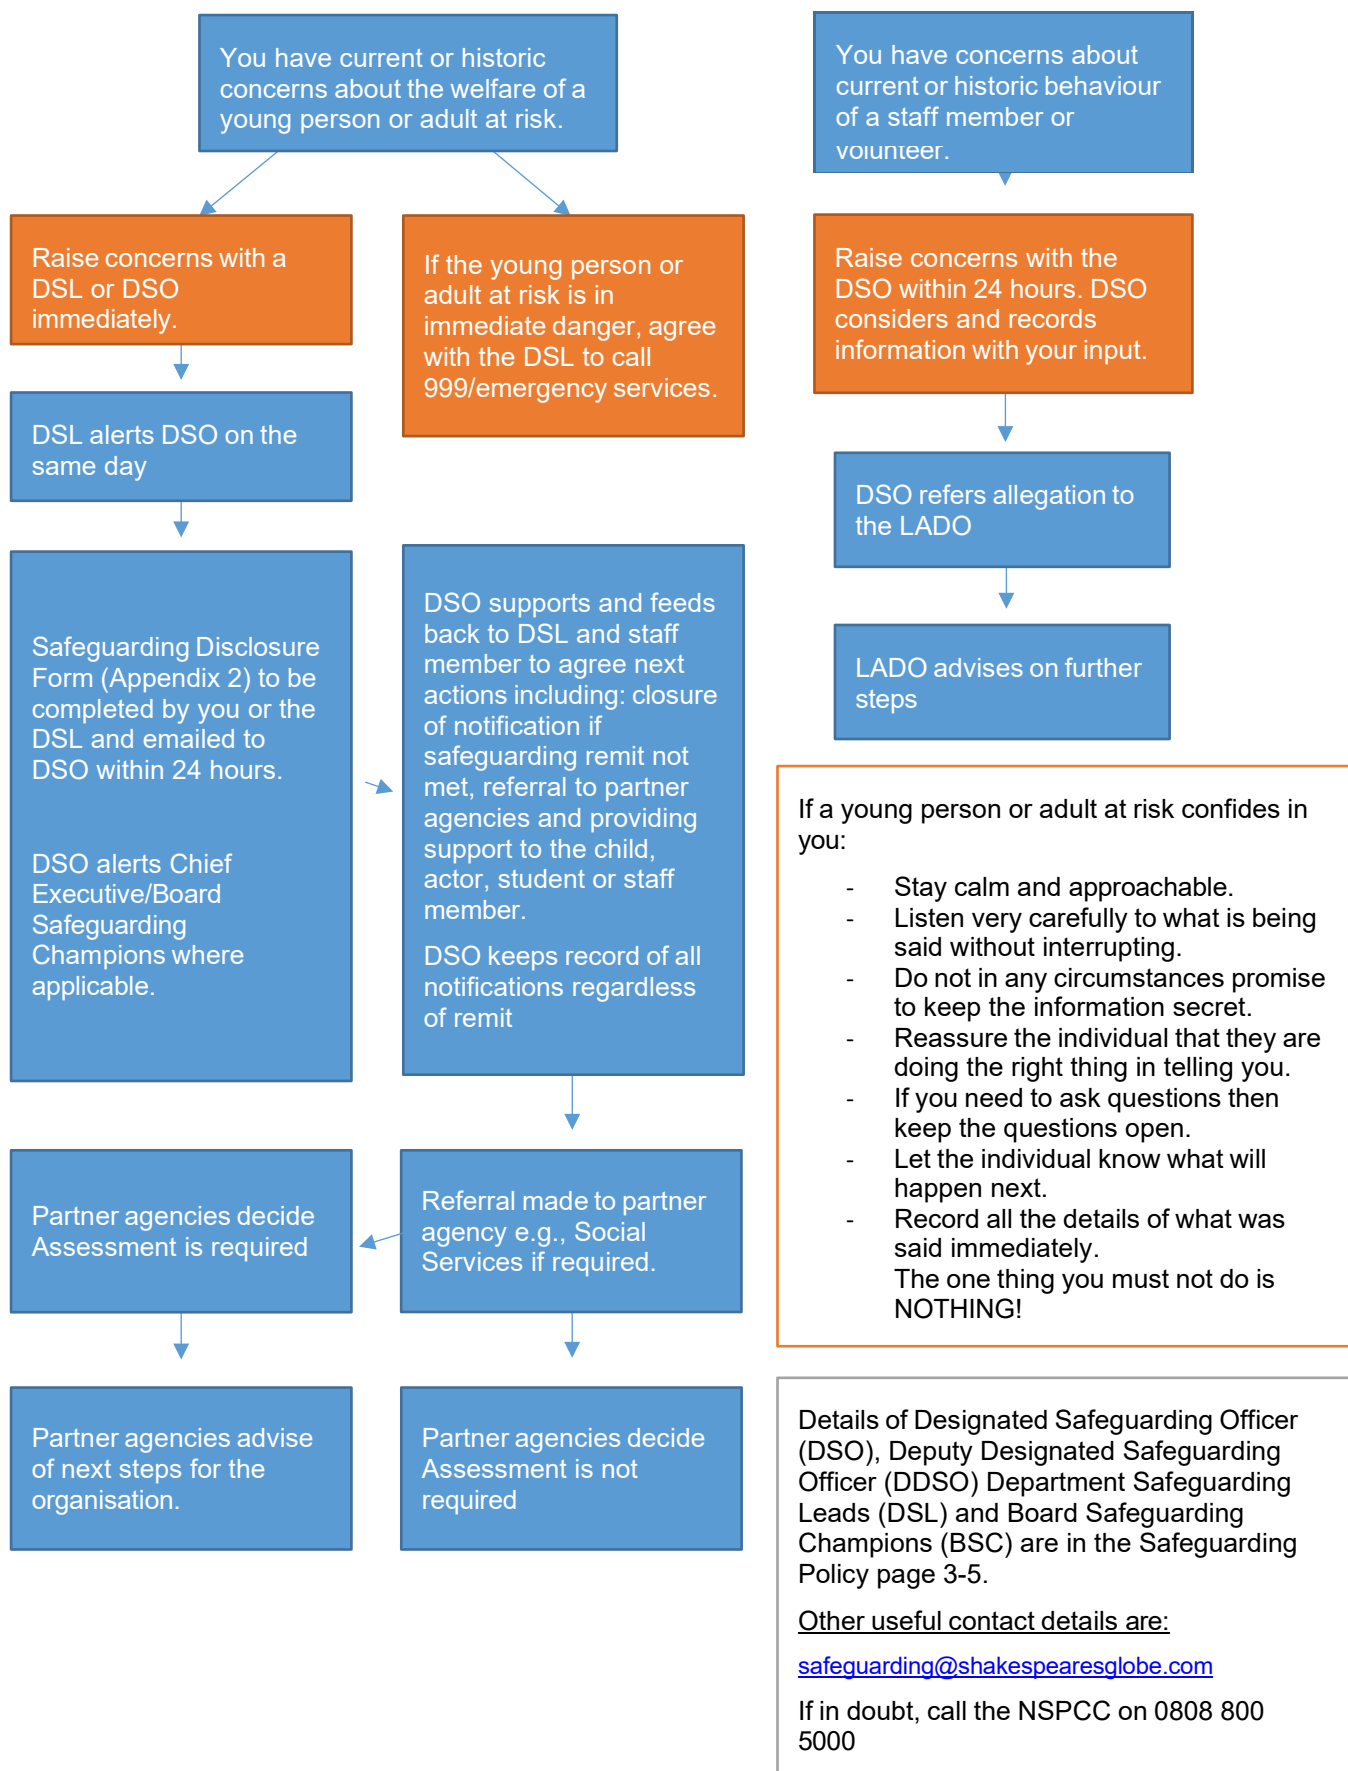 You have current or historic
concerns about the welfare of a
young person or adult at risk.
You have concerns about
current or historic behaviour
of a staff member or
volunteer.
Raise concerns with a
DSL or DSO
immediately.
If the young person or
adult at risk is in
immediate danger, agree
with the DSL to call
999/emergency services.
Raise concerns with the
DSO within 24 hours. DSO
considers and records
information with your input.
DSL alerts DSO on the
same day
DSO refers allegation to
the LADO
Safeguarding Disclosure
Form (Appendix 2) to be
completed by you or the
DSL and emailed to
DSO within 24 hours.
DSO alerts Chief
Executive/Board
Safeguarding
Champions where
applicable.
DSO supports and feeds
back to DSL and staff
member to agree next
actions including: closure
of notification if
safeguarding remit not
met, referral to partner
agencies and providing
support to the child,
actor, student or staff
member.
DSO keeps record of all
notifications regardless
of remit
LADO advises on further
steps
If a young person or adult at risk confides in
you:
- Stay calm and approachable.
- Listen very carefully to what is being
said without interrupting.
- Do not in any circumstances promise
to keep the information secret.
- Reassure the individual that they are
doing the right thing in telling you.
- If you need to ask questions then
keep the questions open.
- Let the individual know what will
happen next.
- Record all the details of what was
said immediately.
The one thing you must not do is
NOTHING!
Partner agencies decide
Assessment is required
Referral made to partner
agency e.g., Social
Services if required.
Partner agencies advise
of next steps for the
organisation.
Partner agencies decide
Assessment is not
required
Details of Designated Safeguarding Officer
(DSO), Deputy Designated Safeguarding
Officer (DDSO) Department Safeguarding
Leads (DSL) and Board Safeguarding
Champions (BSC) are in the Safeguarding
Policy page 3-5.
Other useful contact details are:
safeguarding@shakespearesglobe.com
If in doubt, call the NSPCC on 0808 800
5000